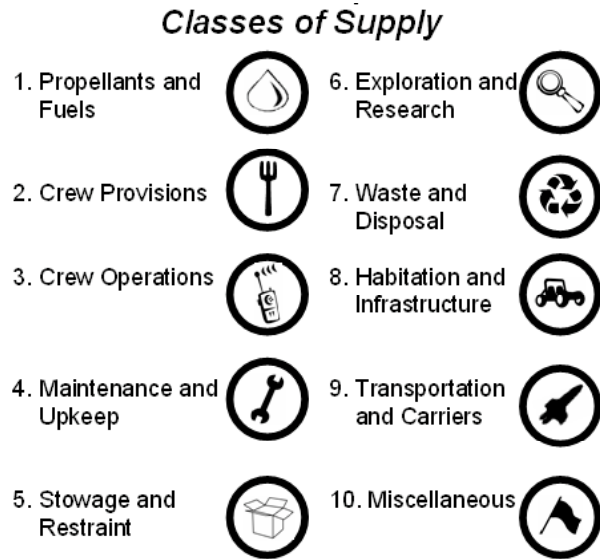 Classes of Supply
1. Propellants and
Fuels
2. Crew Provisions
3. Crew Operations
4. Maintenance and
Upkeep
5. Stowage and
Restraint
6. Exploration and
Research
7. Waste and
Disposal
8. Habitation and
Infrastructure
9. Transportation
and Carriers
10. Miscellaneous